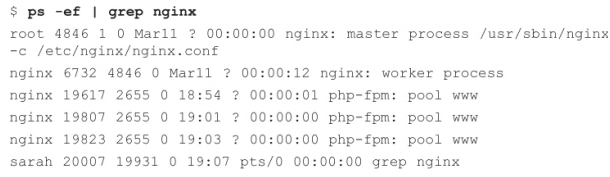 $ ps -ef | grep nginx
root 4846 1 0 Mar11 ? 00:00:00 nginx: master process /usr/sbin/nginx
-c /etc/nginx/nginx.conf
nginx 6732 4846 0 Mar11 ? 00:00:12 nginx: worker process
nginx 19617 2655 0 18:54 ? 00:00:01 php-fpm: pool www
nginx 19807 2655 0 19:01 ? 00:00:00 php-fpm: pool www
nginx 19823 2655 0 19:03 ? 00:00:00 php-fpm: pool www
sarah 20007 19931 0 19:07 pts/0 00:00:00 grep nginx